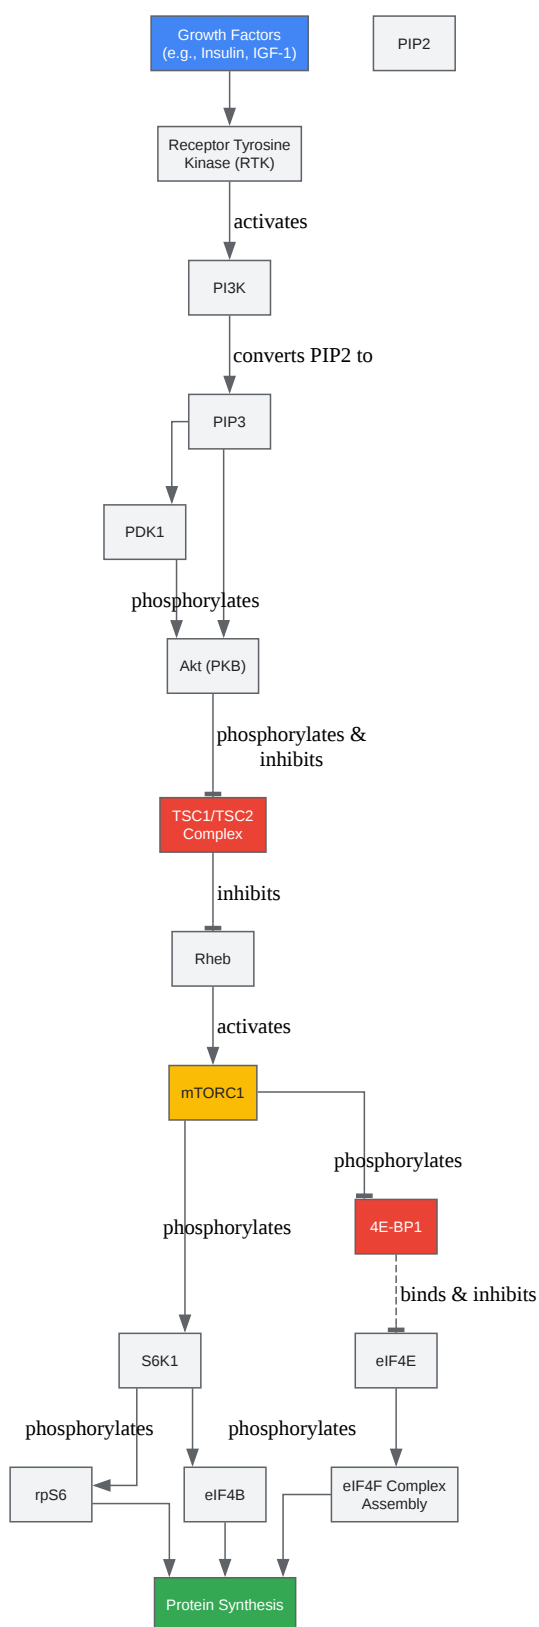 Growth Factors
(e.g., Insulin, IGF-1)
PIP2
Receptor Tyrosine
Kinase (RTK)
activates
PI3K
converts PIP2 to
PIP3
PDK1
phosphorylates
Akt (PKB)
phosphorylates &
inhibits
TSC1/TSC2
Complex
inhibits
Rheb
activates
mTORC1
phosphorylates
4E-BP1
phosphorylates
binds & inhibits
S6K1
eIF4E
phosphorylates
phosphorylates
rpS6
eIF4B
eIF4F Complex
Assembly
Protein Synthesis